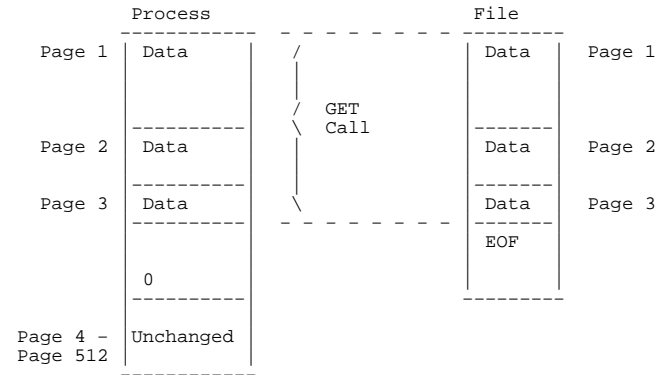 Process File
Page 1 Data Data Page 1
GET
Call
Page 2 Data Data Page 2
Page 3 Data Data Page 3
EOF
0
Page 4 - Unchanged
Page 512